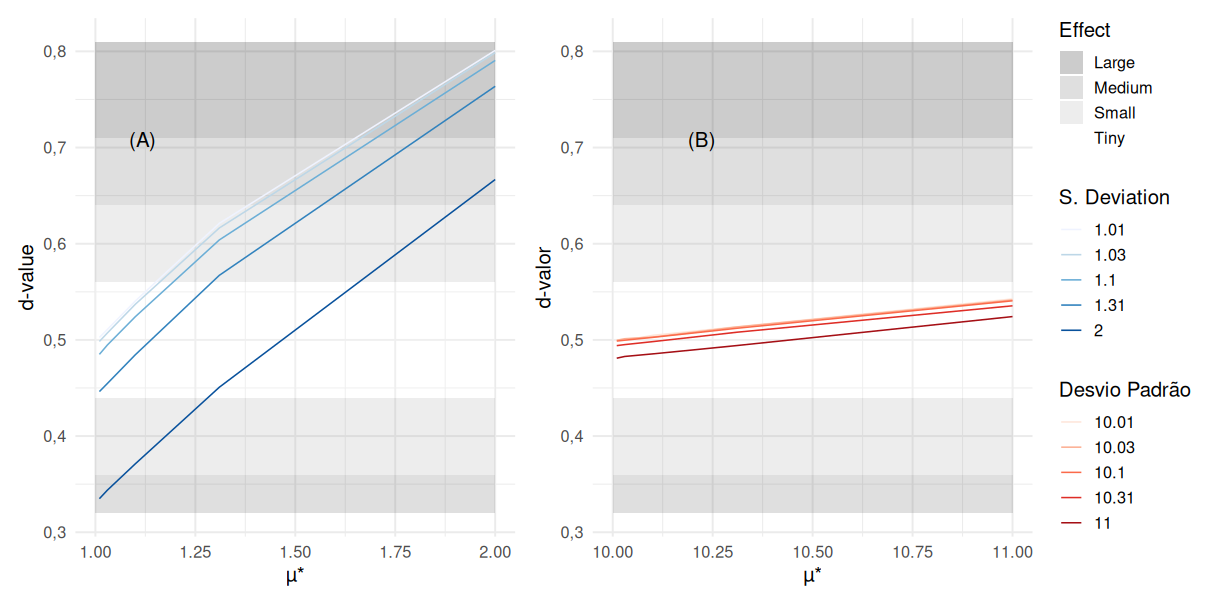 (A)
0,8
0,7
0,6
0,5
0,4
0,3
d-value
1.00 1.25 1.50 1.75 2.00
μ*
(B)
0,8
0,7
0,6
0,5
0,4
0,3
d-valor
10.00 10.25 10.50 10.75 11.00
μ*
Effect
Large
Medium
Small
Tiny
S. Deviation
1.01
1.03
1.1
1.31
2
Desvio Padrão
10.01
10.03
10.1
10.31
11